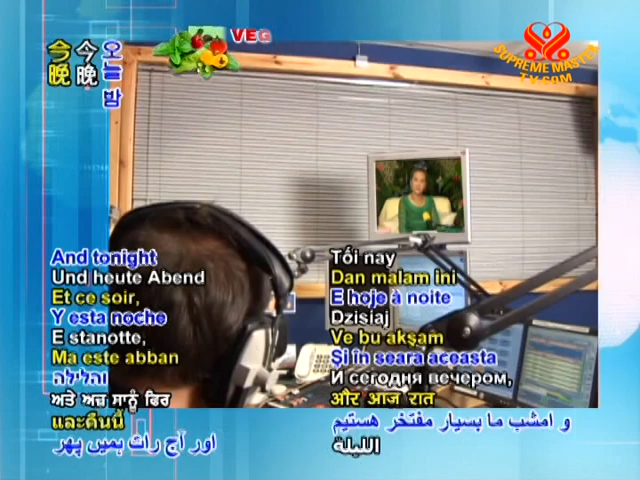 VEG
SUPREME MASTER
TV.COM
今晚
今晚
오늘 밤
And tonight
Und heute Abend
Et ce soir,
Y esta noche
E stanotte,
Ma este abban
והלילה
ਅਤੇ ਅਜ਼ ਸਾਨੂੰ ਫਿਰ
และคืนนี้
اور آج رات ہمیں پھر
Tối nay
Dan malam ini
E hoje à noite
Dzisiaj
Ve bu akşam
Şi în seara aceasta
И сегодня вечером,
और आज रात
و امشب ما بسیار مفتخر هستیم
الليلة